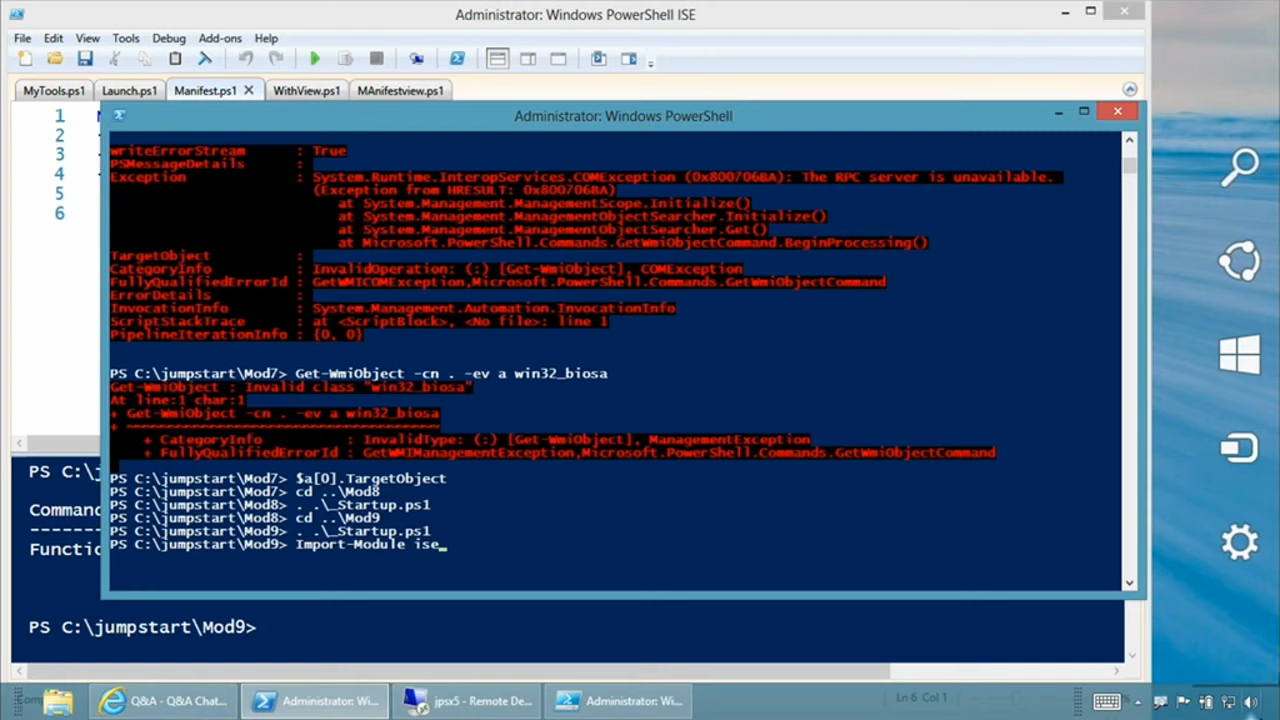 Administrator: Windows PowerShell ISE
File Edit View Tools Debug Add-ons Help
MyTools.ps1 Launch.ps1 Manifest.ps1 WithView.ps1 MAnifestview.ps1
1
2
3
4
5
6
Administrator: Windows PowerShell
writeErrorStream : True
PSMessageDetails :
Exception : System.Runtime.InteropServices.COMException (0x800706BA): The RPC server is unavailable.
(Exception from HRESULT: 0x800706BA)
at System.Management.ManagementScope.Initialize()
at System.Management.ManagementObjectSearcher.Initialize()
at System.Management.ManagementObjectSearcher.Get()
at Microsoft.PowerShell.Commands.GetWmiObjectCommand.BeginProcessing()
TargetObject :
CategoryInfo : InvalidOperation: (:) [Get-WmiObject], COMException
FullyQualifiedErrorId : GetWMICOMException,Microsoft.PowerShell.Commands.GetWmiObjectCommand
ErrorDetails :
InvocationInfo : System.Management.Automation.InvocationInfo
ScriptStackTrace : at <ScriptBlock>, <No file>: line 1
PipelineIterationInfo : {0, 0}
PS C:\jumpstart\Mod7> Get-WmiObject -cn . -ev a win32_biosa
Get-WmiObject : Invalid class "win32_biosa"
At line:1 char:1
+ Get-WmiObject -cn . -ev a win32_biosa
+ ~~~~~~~~~~~~~~~~~~~~~~~~~~~~~~~~~~~~~
+ CategoryInfo : InvalidType: (:) [Get-WmiObject], ManagementException
+ FullyQualifiedErrorId : GetWMIManagementException,Microsoft.PowerShell.Commands.GetWmiObjectCommand
PS C:\jumpstart\Mod7> $a[0].TargetObject
PS C:\jumpstart\Mod7> cd ..\Mod8
PS C:\jumpstart\Mod8> . .\_Startup.ps1
PS C:\jumpstart\Mod8> cd ..\Mod9
PS C:\jumpstart\Mod9> . .\_Startup.ps1
PS C:\jumpstart\Mod9> Import-Module ise_
PS C:\
Comman
-------
Functi
PS C:\jumpstart\Mod9>
Q&A - Q&A Chat... Administrator: Wi... jpsx5 - Remote De... Administrator: Wi... Ln 6 Col 1